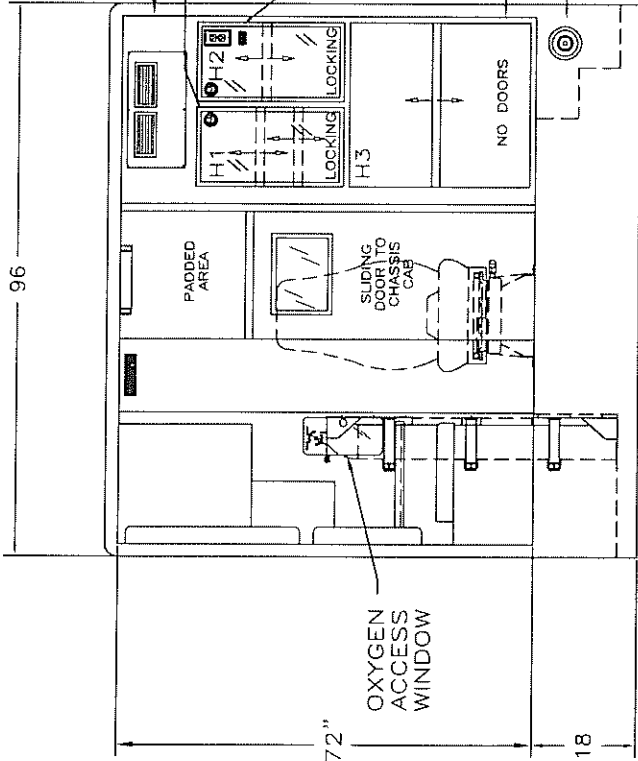 96
H2
LOCKING
H1
LOCKING
H3
NO DOORS
PADDED
AREA
SLIDING
DOOR TO
CHASSIS
CAB
OXYGEN
ACCESS
WINDOW
72"
18